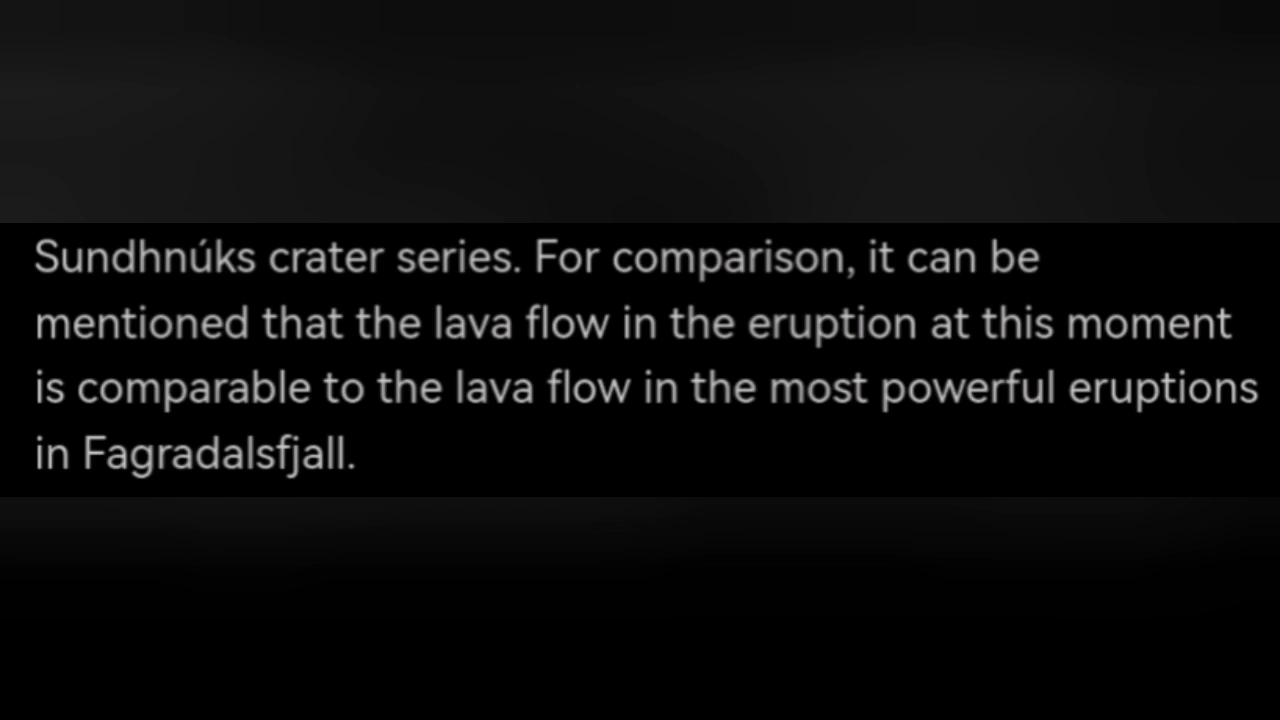 Sundhnúks crater series. For comparison, it can be
mentioned that the lava flow in the eruption at this moment
is comparable to the lava flow in the most powerful eruptions
in Fagradalsfjall.